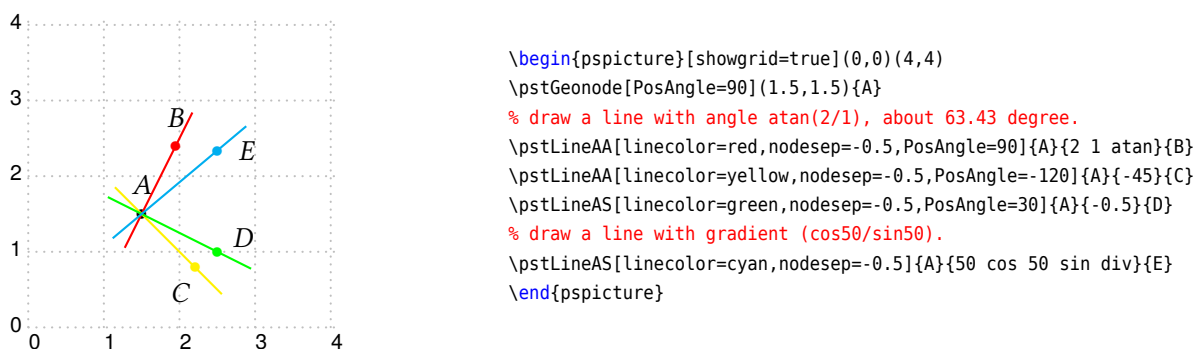 4
3
B
E
2
A
D
1
C
0
0 1 2 3 4
\begin{pspicture}[showgrid=true](0,0)(4,4)
\pstGeonode[PosAngle=90](1.5,1.5){A}
% draw a line with angle atan(2/1), about 63.43 degree.
\pstLineAA[linecolor=red,nodesep=-0.5,PosAngle=90]{A}{2 1 atan}{B}
\pstLineAA[linecolor=yellow,nodesep=-0.5,PosAngle=-120]{A}{-45}{C}
\pstLineAS[linecolor=green,nodesep=-0.5,PosAngle=30]{A}{-0.5}{D}
% draw a line with gradient (cos50/sin50).
\pstLineAS[linecolor=cyan,nodesep=-0.5]{A}{50 cos 50 sin div}{E}
\end{pspicture}